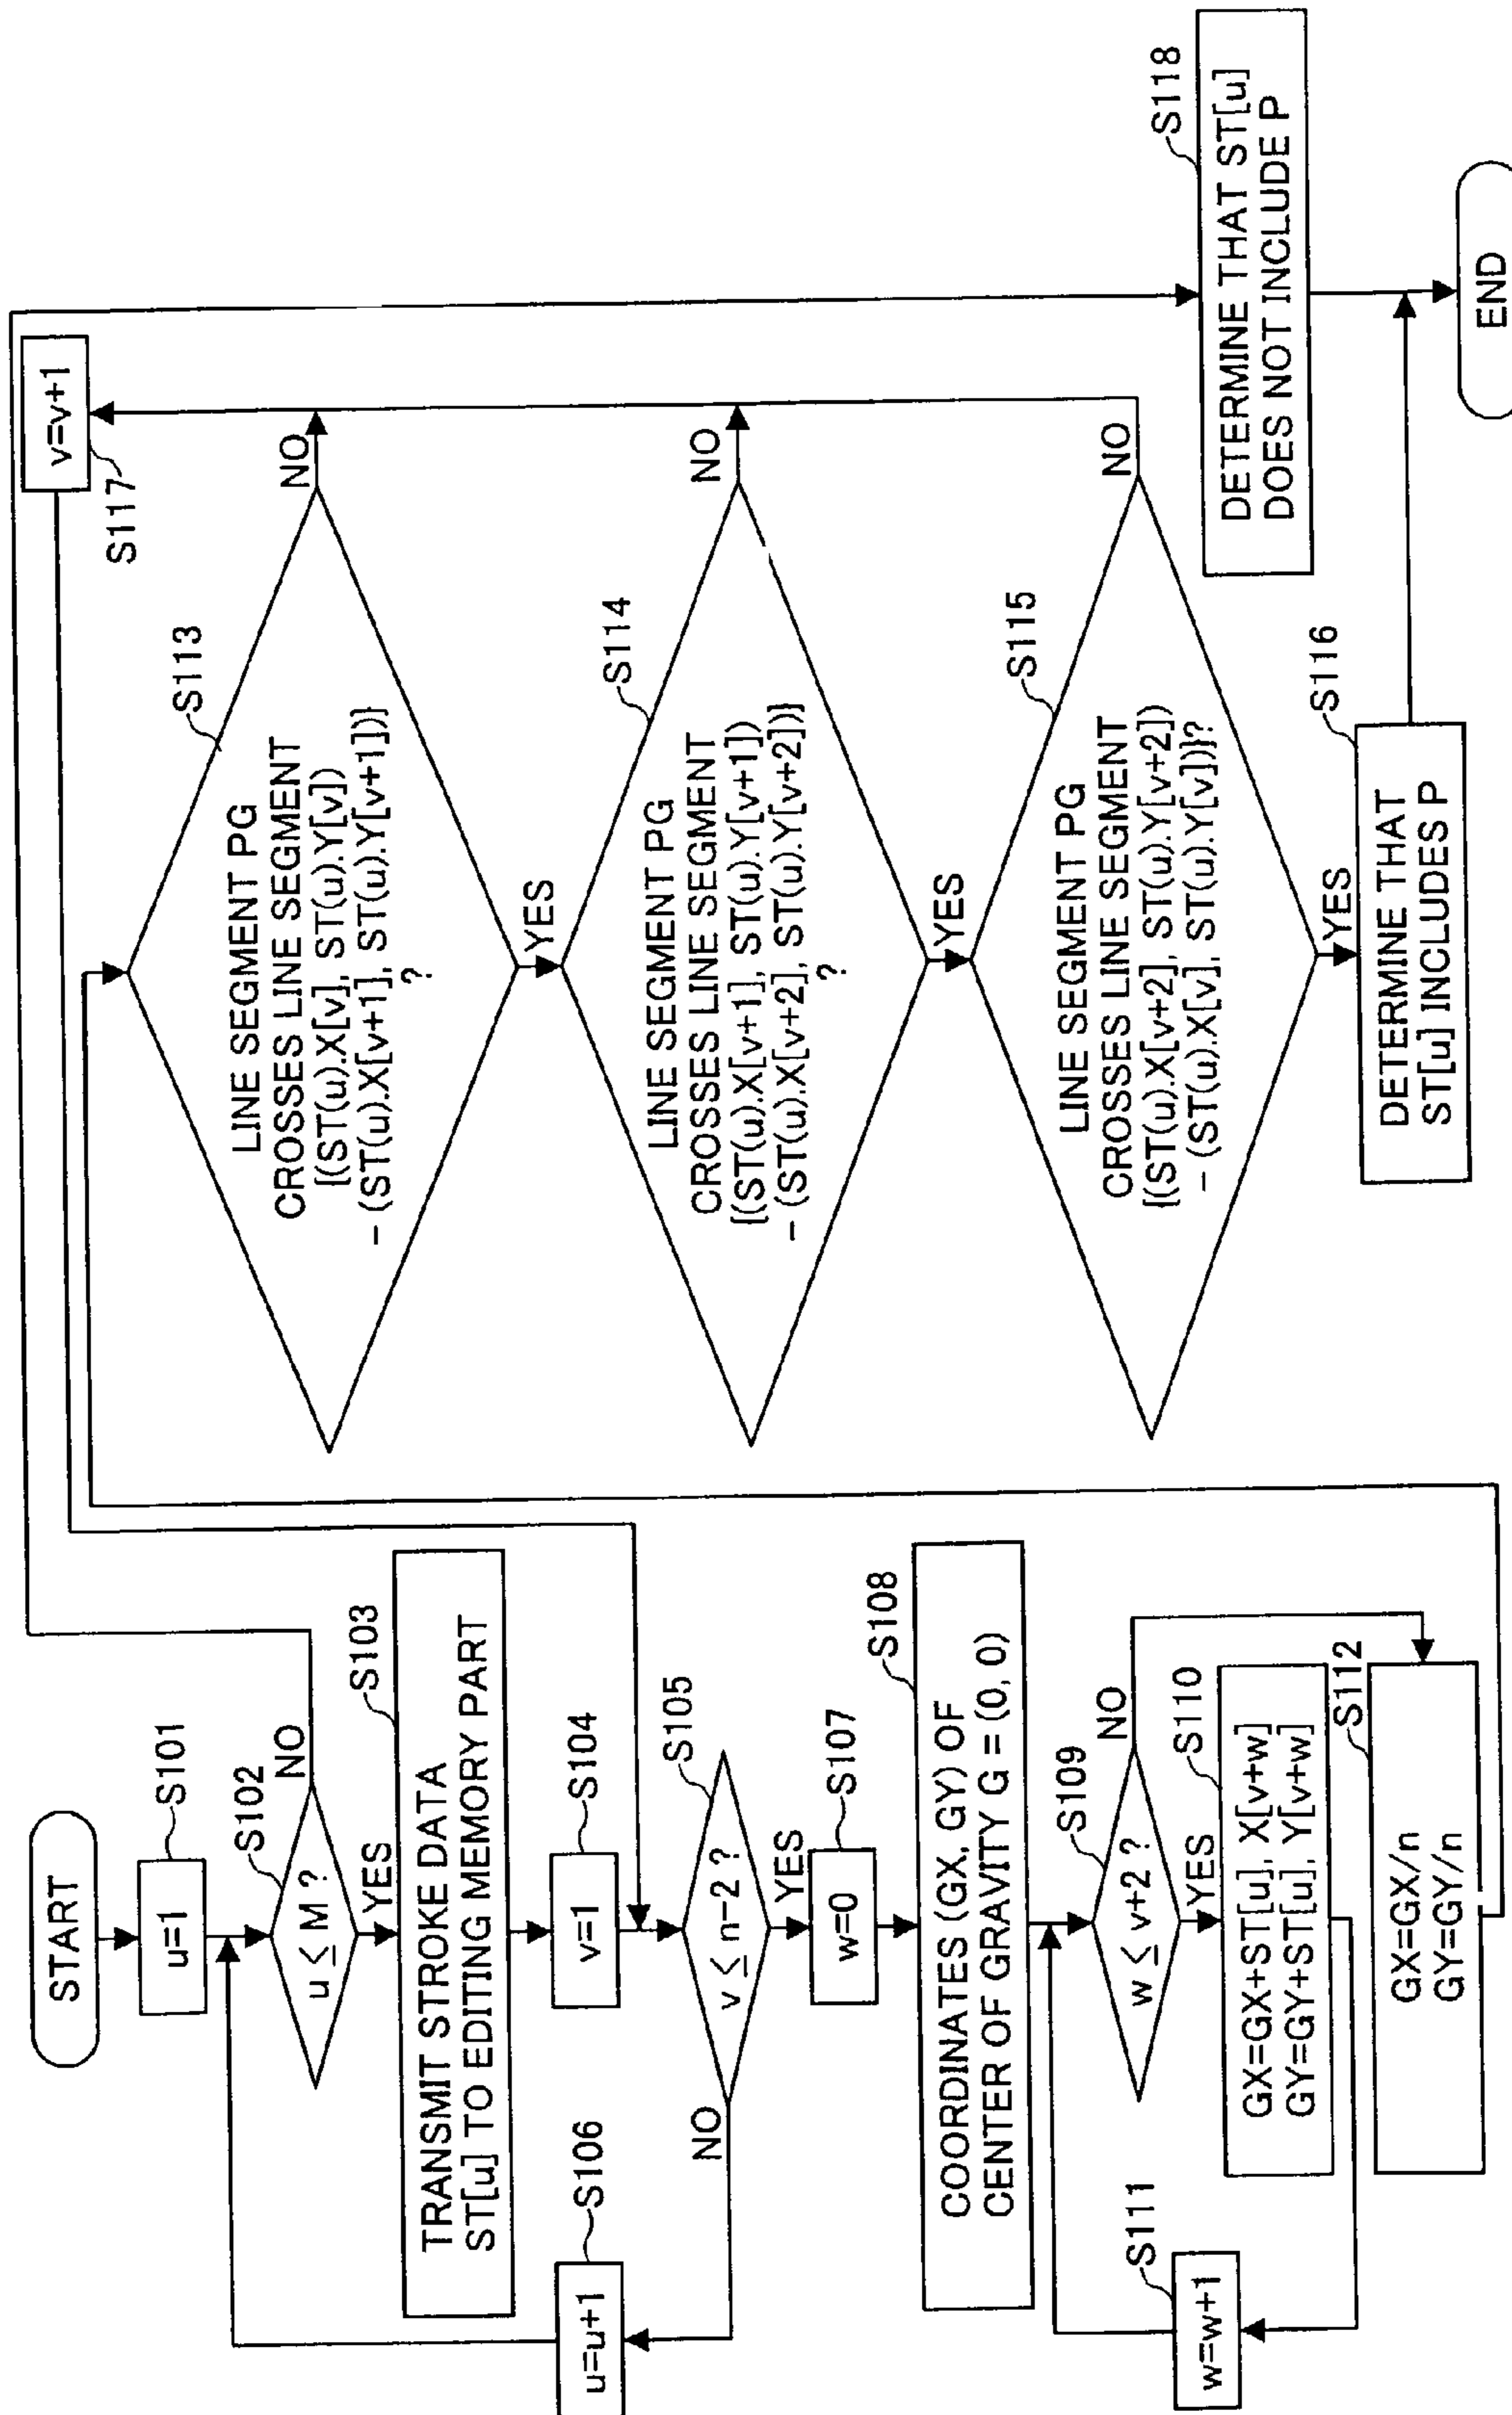 START
u=1
S101
u ≤ M ?
S102
NO
YES
TRANSMIT STROKE DATA
ST[u] TO EDITING MEMORY PART
S103
v=1
S104
v ≤ n-2 ?
S105
NO
YES
u=u+1
S106
w=0
S107
COORDINATES (GX, GY) OF
CENTER OF GRAVITY G = (0, 0)
S108
w ≤ v+2 ?
S109
NO
YES
GX=GX+ST[u], X[v+w]
GY=GY+ST[u], Y[v+w]
S110
w=w+1
S111
GX=GX/n
GY=GY/n
S112
LINE SEGMENT PG
CROSSES LINE SEGMENT
[(ST(u).X[v], ST(u).Y[v])
- (ST(u).X[v+1], ST(u).Y[v+1])}
?
S113
NO
YES
LINE SEGMENT PG
CROSSES LINE SEGMENT
[(ST(u).X[v+1], ST(u).Y[v+1])
- (ST(u).X[v+2], ST(u).Y[v+2])}
?
S114
NO
YES
LINE SEGMENT PG
CROSSES LINE SEGMENT
[(ST(u).X[v+2], ST(u).Y[v+2])
- (ST(u).X[v], ST(u).Y[v])}?
S115
NO
YES
DETERMINE THAT
ST[u] INCLUDES P
S116
v=v+1
S117
DETERMINE THAT ST[u]
DOES NOT INCLUDE P
S118
END